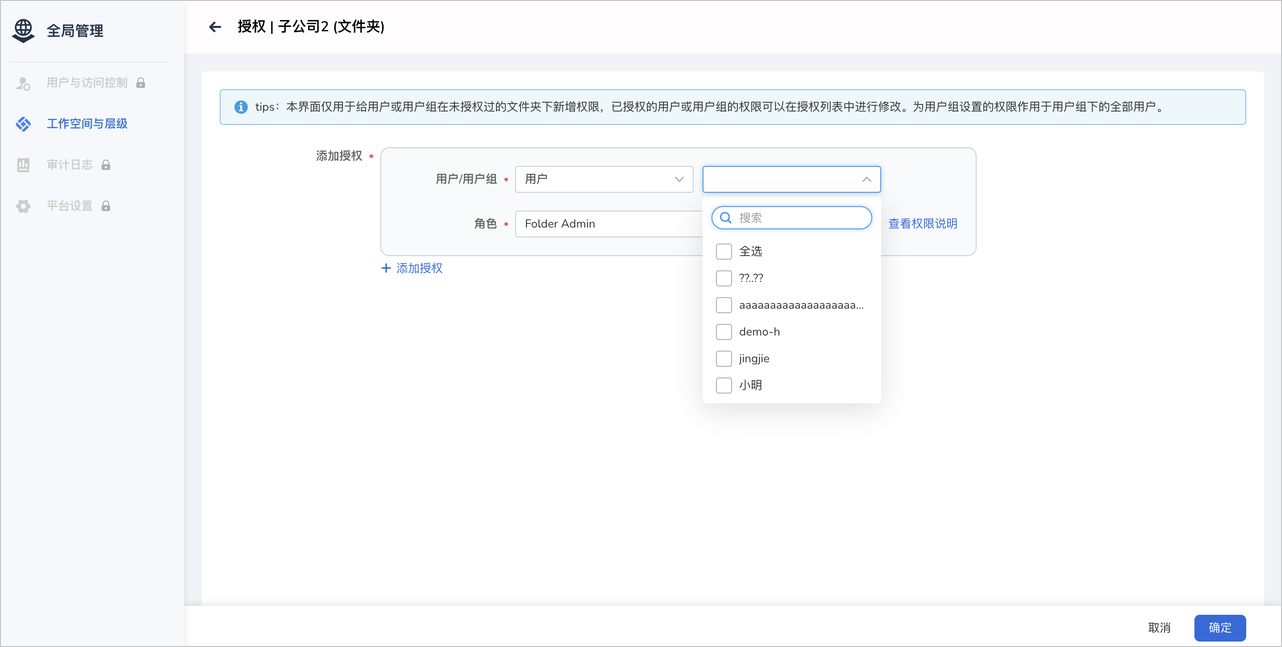 全局管理
用户与访问控制
工作空间与层级
审计日志
平台设置
授权 | 子公司2 (文件夹)
tips：本界面仅用于给用户或用户组在未授权过的文件夹下新增权限，已授权的用户或用户组的权限可以在授权列表中进行修改。为用户组设置的权限作用于用户组下的全部用户。
添加授权 *
用户/用户组 * 用户
角色 * Folder Admin
查看权限说明
搜索
全选
??..??
aaaaaaaaaaaaaaaaaaa...
demo-h
jingjie
小明
+ 添加授权
取消
确定